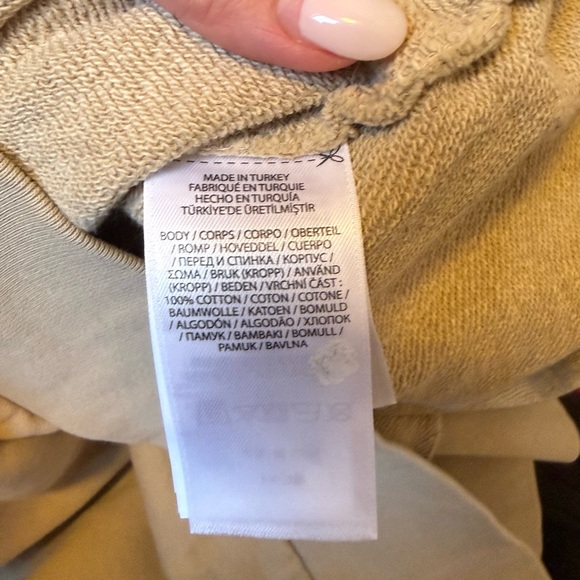 MADE IN TURKEY
FABRIQUÉ EN TURQUIE
HECHO EN TURQUÍA
TÜRKİYE'DE ÜRETİLMİŞTİR
BODY / CORPS / CORPO / OBERTEIL
/ ROMP / HOVEDDEL / CUERPO
/ ПЕРЕД И СПИНКА / КОРПУС /
ΣΩΜΑ / BRUK (KROPP) / ANVÄND
(KROPP) / BEDEN / VRCHNÍ ČÁST :
100% COTTON / COTON / COTONE /
BAUMWOLLE / KATOEN / BOMULD
/ ALGODÓN / ALGODÃO / ХЛОПОК
/ ПАМУК / BAMBAKI / BOMULL /
PAMUK / BAVLNA